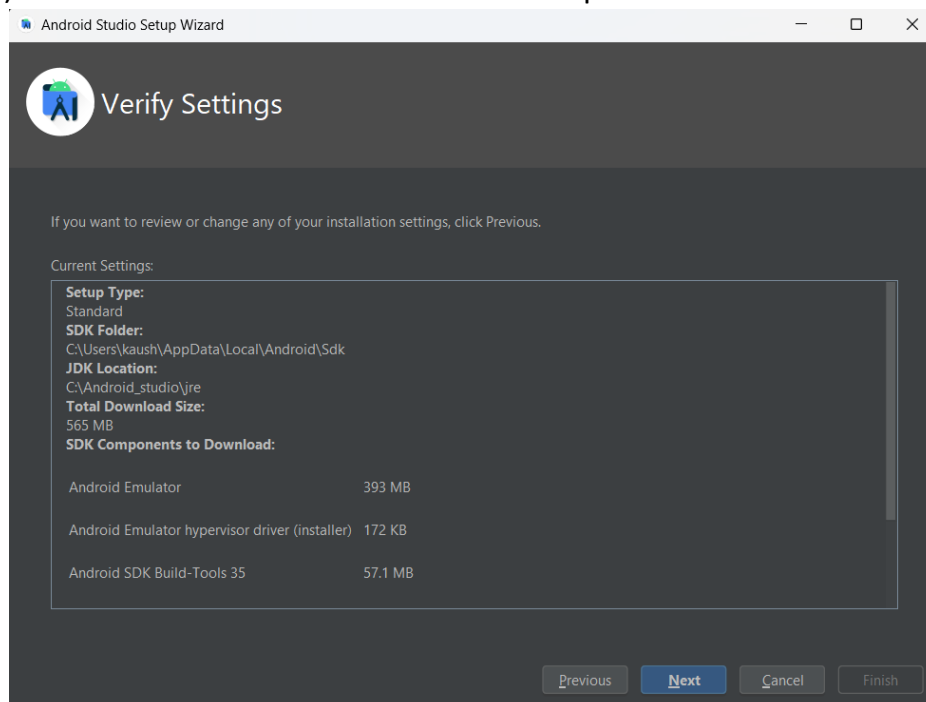 Android Studio Setup Wizard
Verify Settings
If you want to review or change any of your installation settings, click Previous.
Current Settings:
Setup Type:
Standard
SDK Folder:
C:\Users\kaush\AppData\Local\Android\Sdk
JDK Location:
C:\Android_studio\jre
Total Download Size:
565 MB
SDK Components to Download:
Android Emulator 393 MB
Android Emulator hypervisor driver (installer) 172 KB
Android SDK Build-Tools 35 57.1 MB
Previous Next Cancel Finish